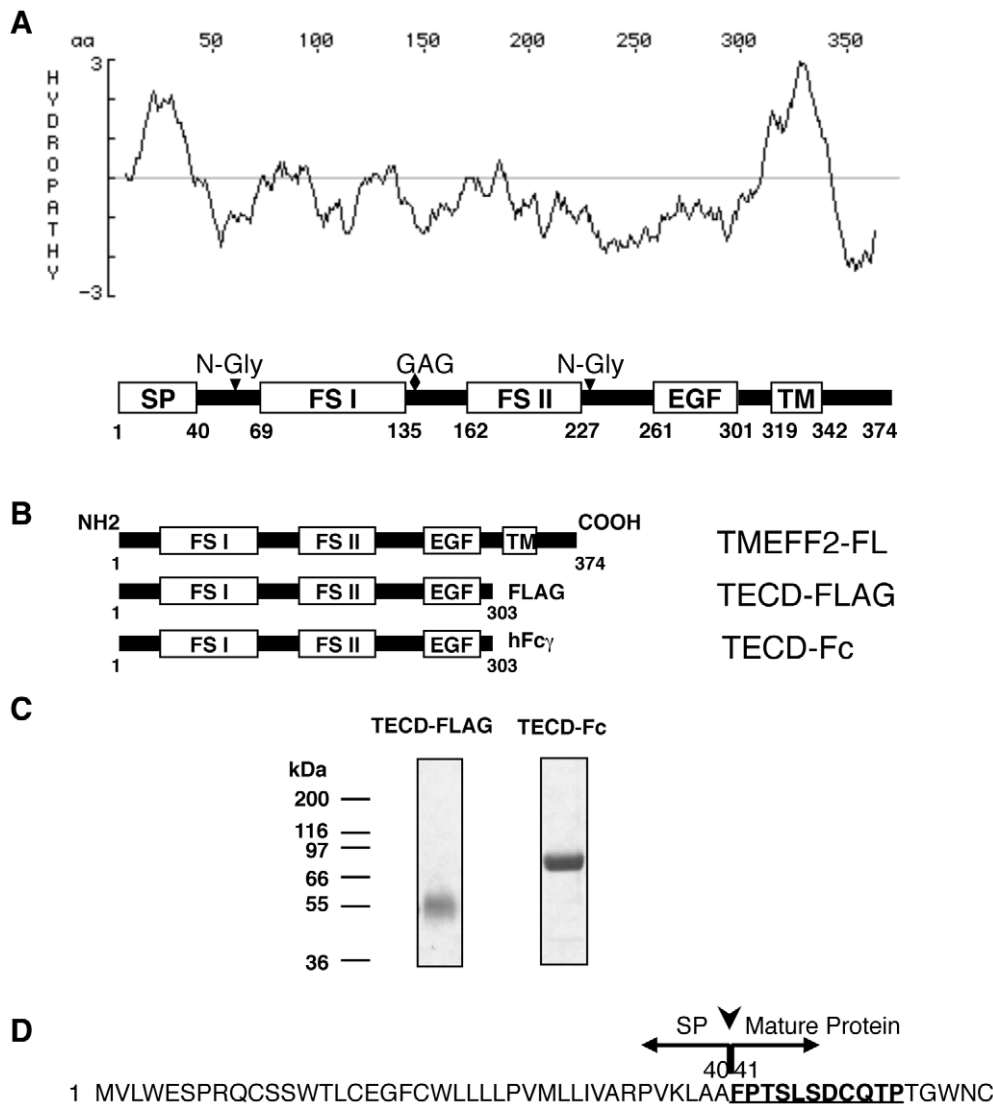 A
aa 50 100 150 200 250 300 350
3
HYDROPATHY
-3
N-Gly GAG N-Gly
SP FS I FS II EGF TM
1 40 69 135 162 227 261 301 319 342 374
B
NH2 COOH
FS I FS II EGF TM TMEFF2-FL
1 374
FS I FS II EGF FLAG TECD-FLAG
1 303
FS I FS II EGF hFcγ TECD-Fc
1 303
C
TECD-FLAG TECD-Fc
kDa
200
116
97
66
55
36
D
SP Mature Protein
40 41
1 MVLWESPRQCSSWTLCEGFCWLLLLPVMLLIVARPVKLAAFPTSLSDCQTPTGWNC